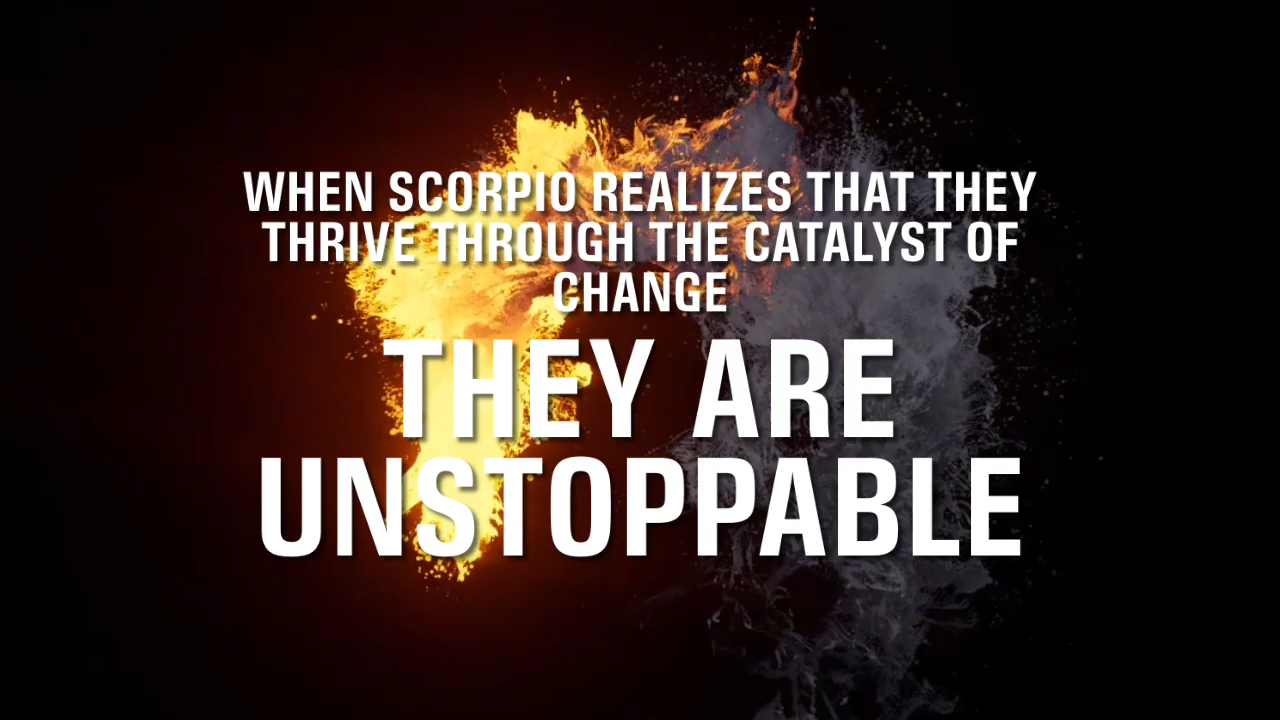 WHEN SCORPIO REALIZES THAT THEY
THRIVE THROUGH THE CATALYST OF
CHANGE
THEY ARE
UNSTOPPABLE